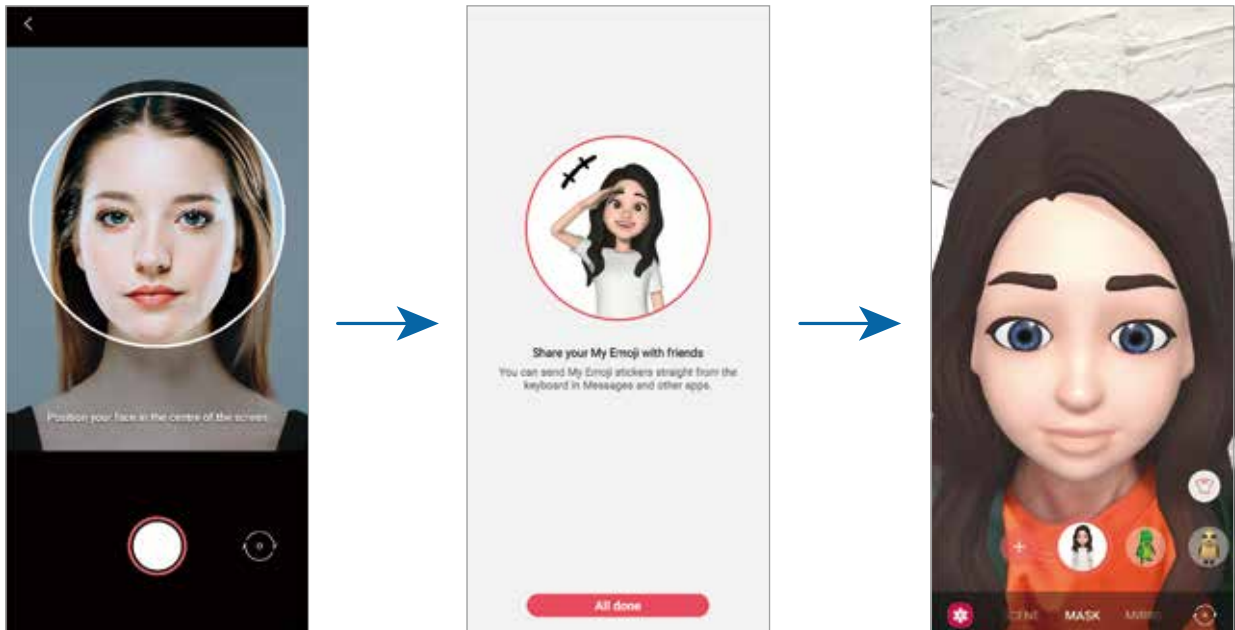 Position your face in the centre of the screen.
Share your My Emoji with friends
You can send My Emoji stickers straight from the
keyboard in Messages and other apps.
All done
MASK